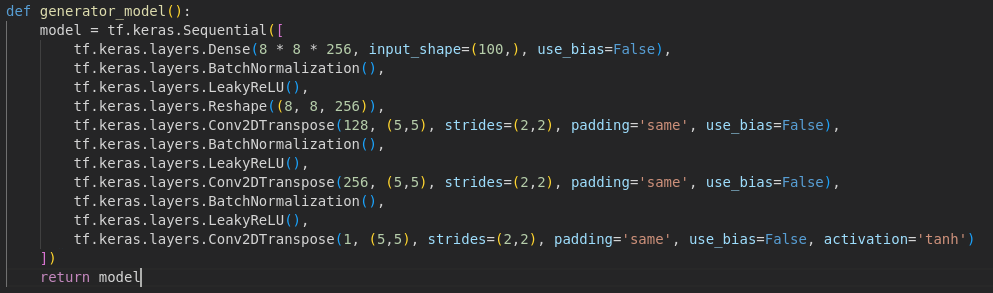 def generator_model():
    model = tf.keras.Sequential([
        tf.keras.layers.Dense(8 * 8 * 256, input_shape=(100,), use_bias=False),
        tf.keras.layers.BatchNormalization(),
        tf.keras.layers.LeakyReLU(),
        tf.keras.layers.Reshape((8, 8, 256)),
        tf.keras.layers.Conv2DTranspose(128, (5,5), strides=(2,2), padding='same', use_bias=False),
        tf.keras.layers.BatchNormalization(),
        tf.keras.layers.LeakyReLU(),
        tf.keras.layers.Conv2DTranspose(256, (5,5), strides=(2,2), padding='same', use_bias=False),
        tf.keras.layers.BatchNormalization(),
        tf.keras.layers.LeakyReLU(),
        tf.keras.layers.Conv2DTranspose(1, (5,5), strides=(2,2), padding='same', use_bias=False, activation='tanh')
    ])
    return model